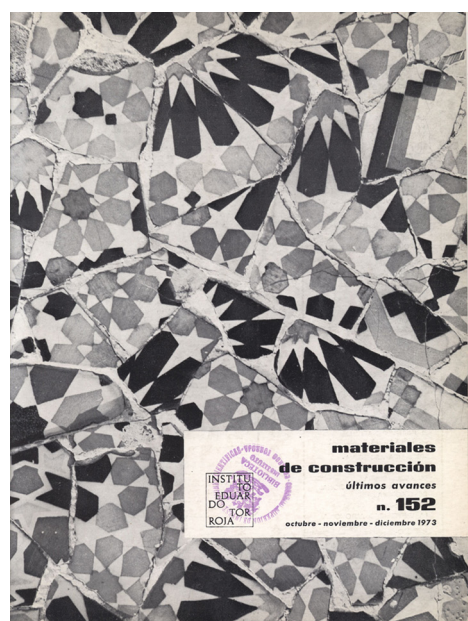 materiales
de construcción
últimos avances
n. 152
octubre - noviembre - diciembre 1973
INSTITU
TO
EDUAR
DO TOR
ROJA